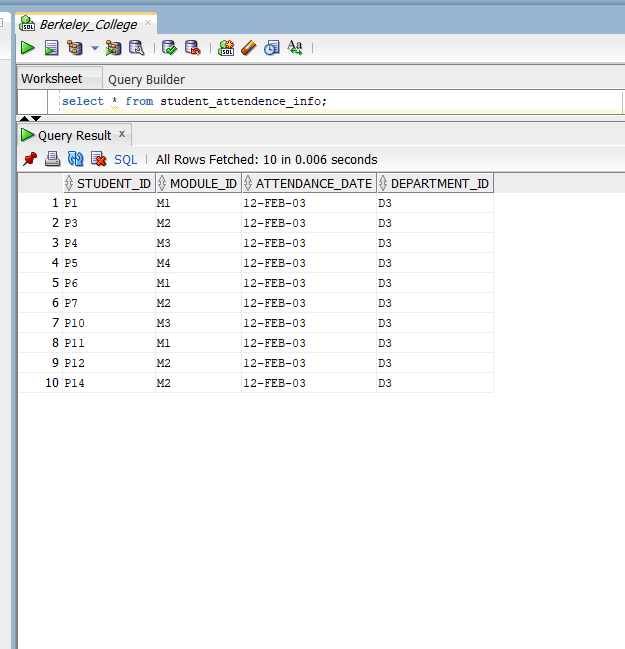 Berkeley_College ×
Aa
Worksheet Query Builder
select * from student_attendence_info;
Query Result x
SQL | All Rows Fetched: 10 in 0.006 seconds
STUDENT_ID MODULE_ID ATTENDANCE_DATE DEPARTMENT_ID
1 P1 M1 12-FEB-03 D3
2 P3 M2 12-FEB-03 D3
3 P4 M3 12-FEB-03 D3
4 P5 M4 12-FEB-03 D3
5 P6 M1 12-FEB-03 D3
6 P7 M2 12-FEB-03 D3
7 P10 M3 12-FEB-03 D3
8 P11 M1 12-FEB-03 D3
9 P12 M2 12-FEB-03 D3
10 P14 M2 12-FEB-03 D3